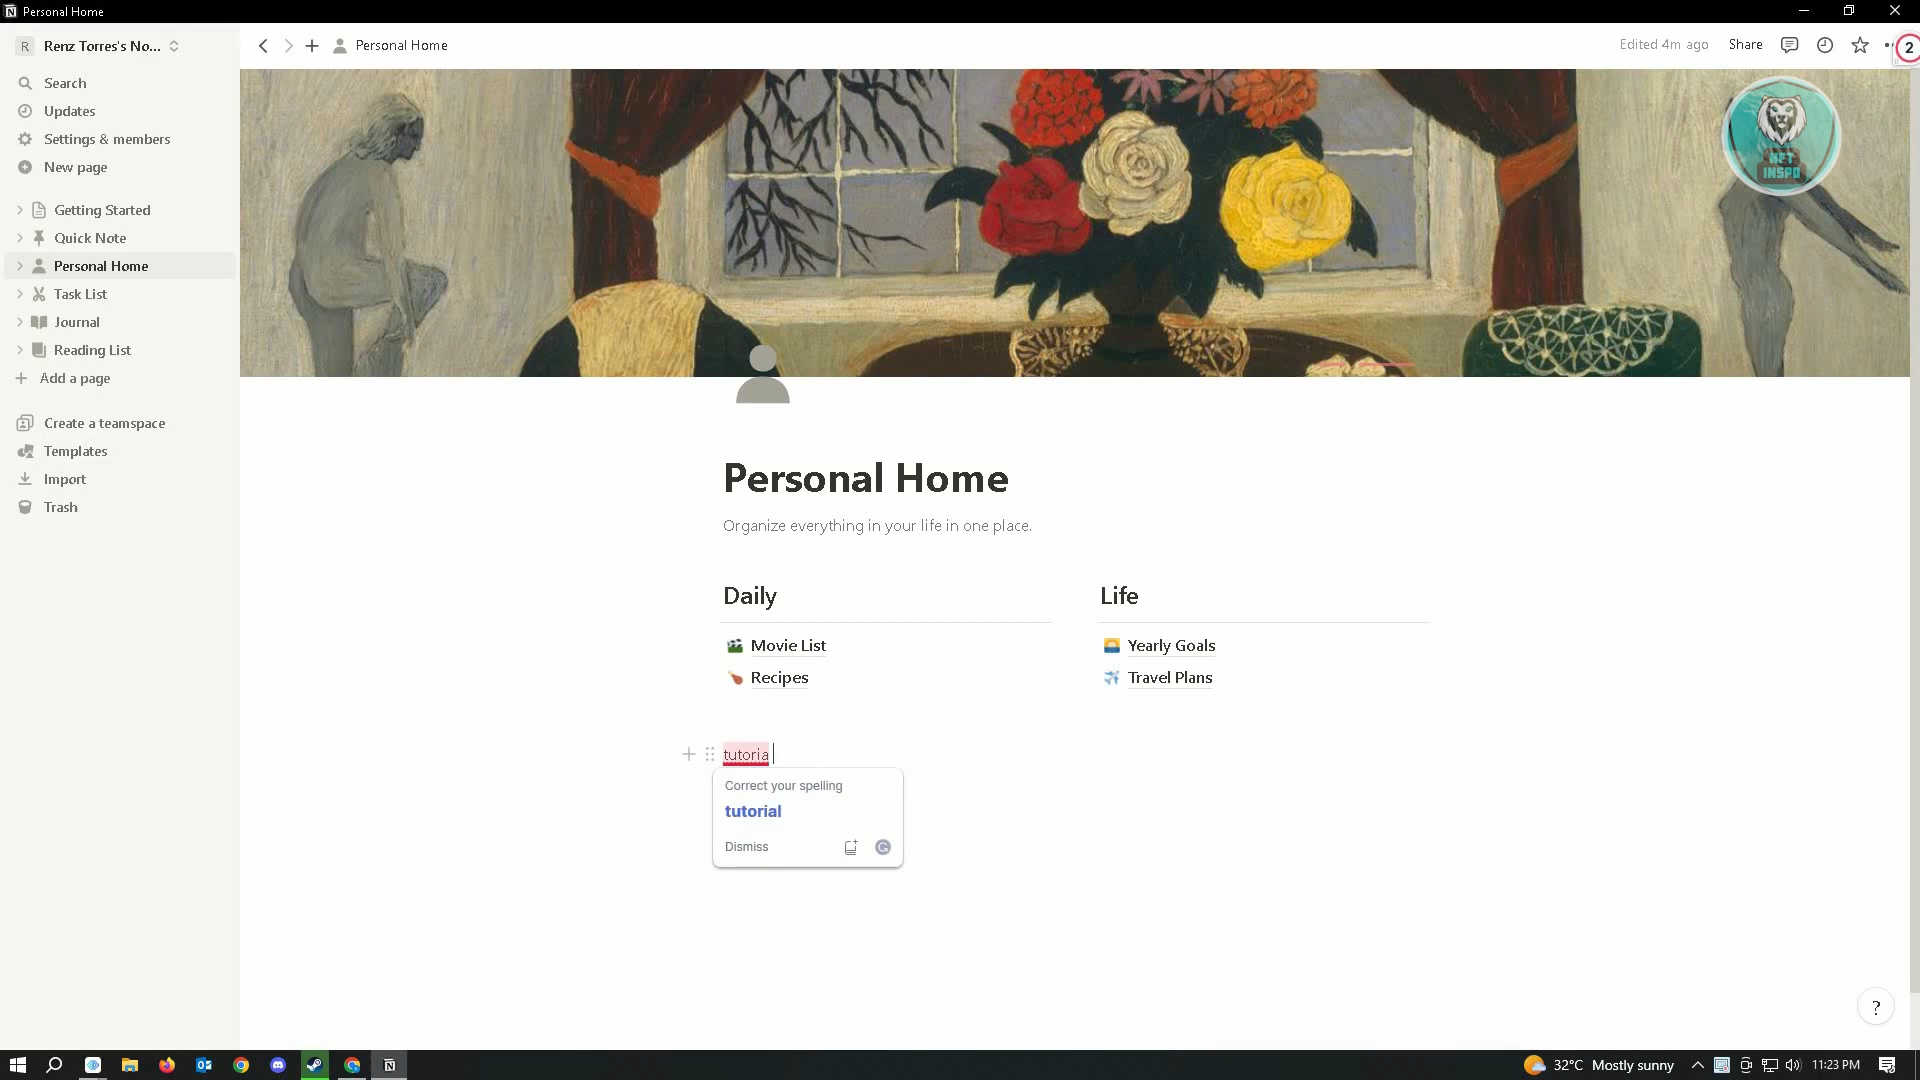 Personal Home
R Renz Torres's No...
Personal Home
Edited 4m ago
Share
2
Search
Updates
Settings & members
New page
Getting Started
Quick Note
Personal Home
Task List
Journal
Reading List
Add a page
Create a teamspace
Templates
Import
Trash
NFT
INSPO
Personal Home
Organize everything in your life in one place.
Daily
Movie List
Recipes
Life
Yearly Goals
Travel Plans
tutoria
Correct your spelling
tutorial
Dismiss
?
32°C Mostly sunny
11:23 PM